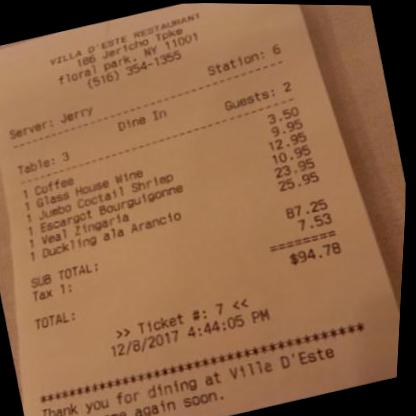 VILLA D'ESTE RESTAURANT
186 Jericho Tpke
floral park, NY 11001
(516) 354-1355
Server: Jerry Station: 6
Dine In
Table: 3 Guests: 2
1 Coffee 3.50
1 Glass House Wine 9.95
1 Jumbo Coctail Shriep 12.95
1 Escargot Bourguigonne 10.95
1 Veal Zingaria 23.95
1 Duckling ala Arancio 25.95
SUB TOTAL: 87.25
Tax 1: 7.53
========
TOTAL: $94.78
>> Ticket #: 7 <<
12/8/2017 4:44:05 PM
****************************************
Thank you for dining at Villa D'Este
again soon.